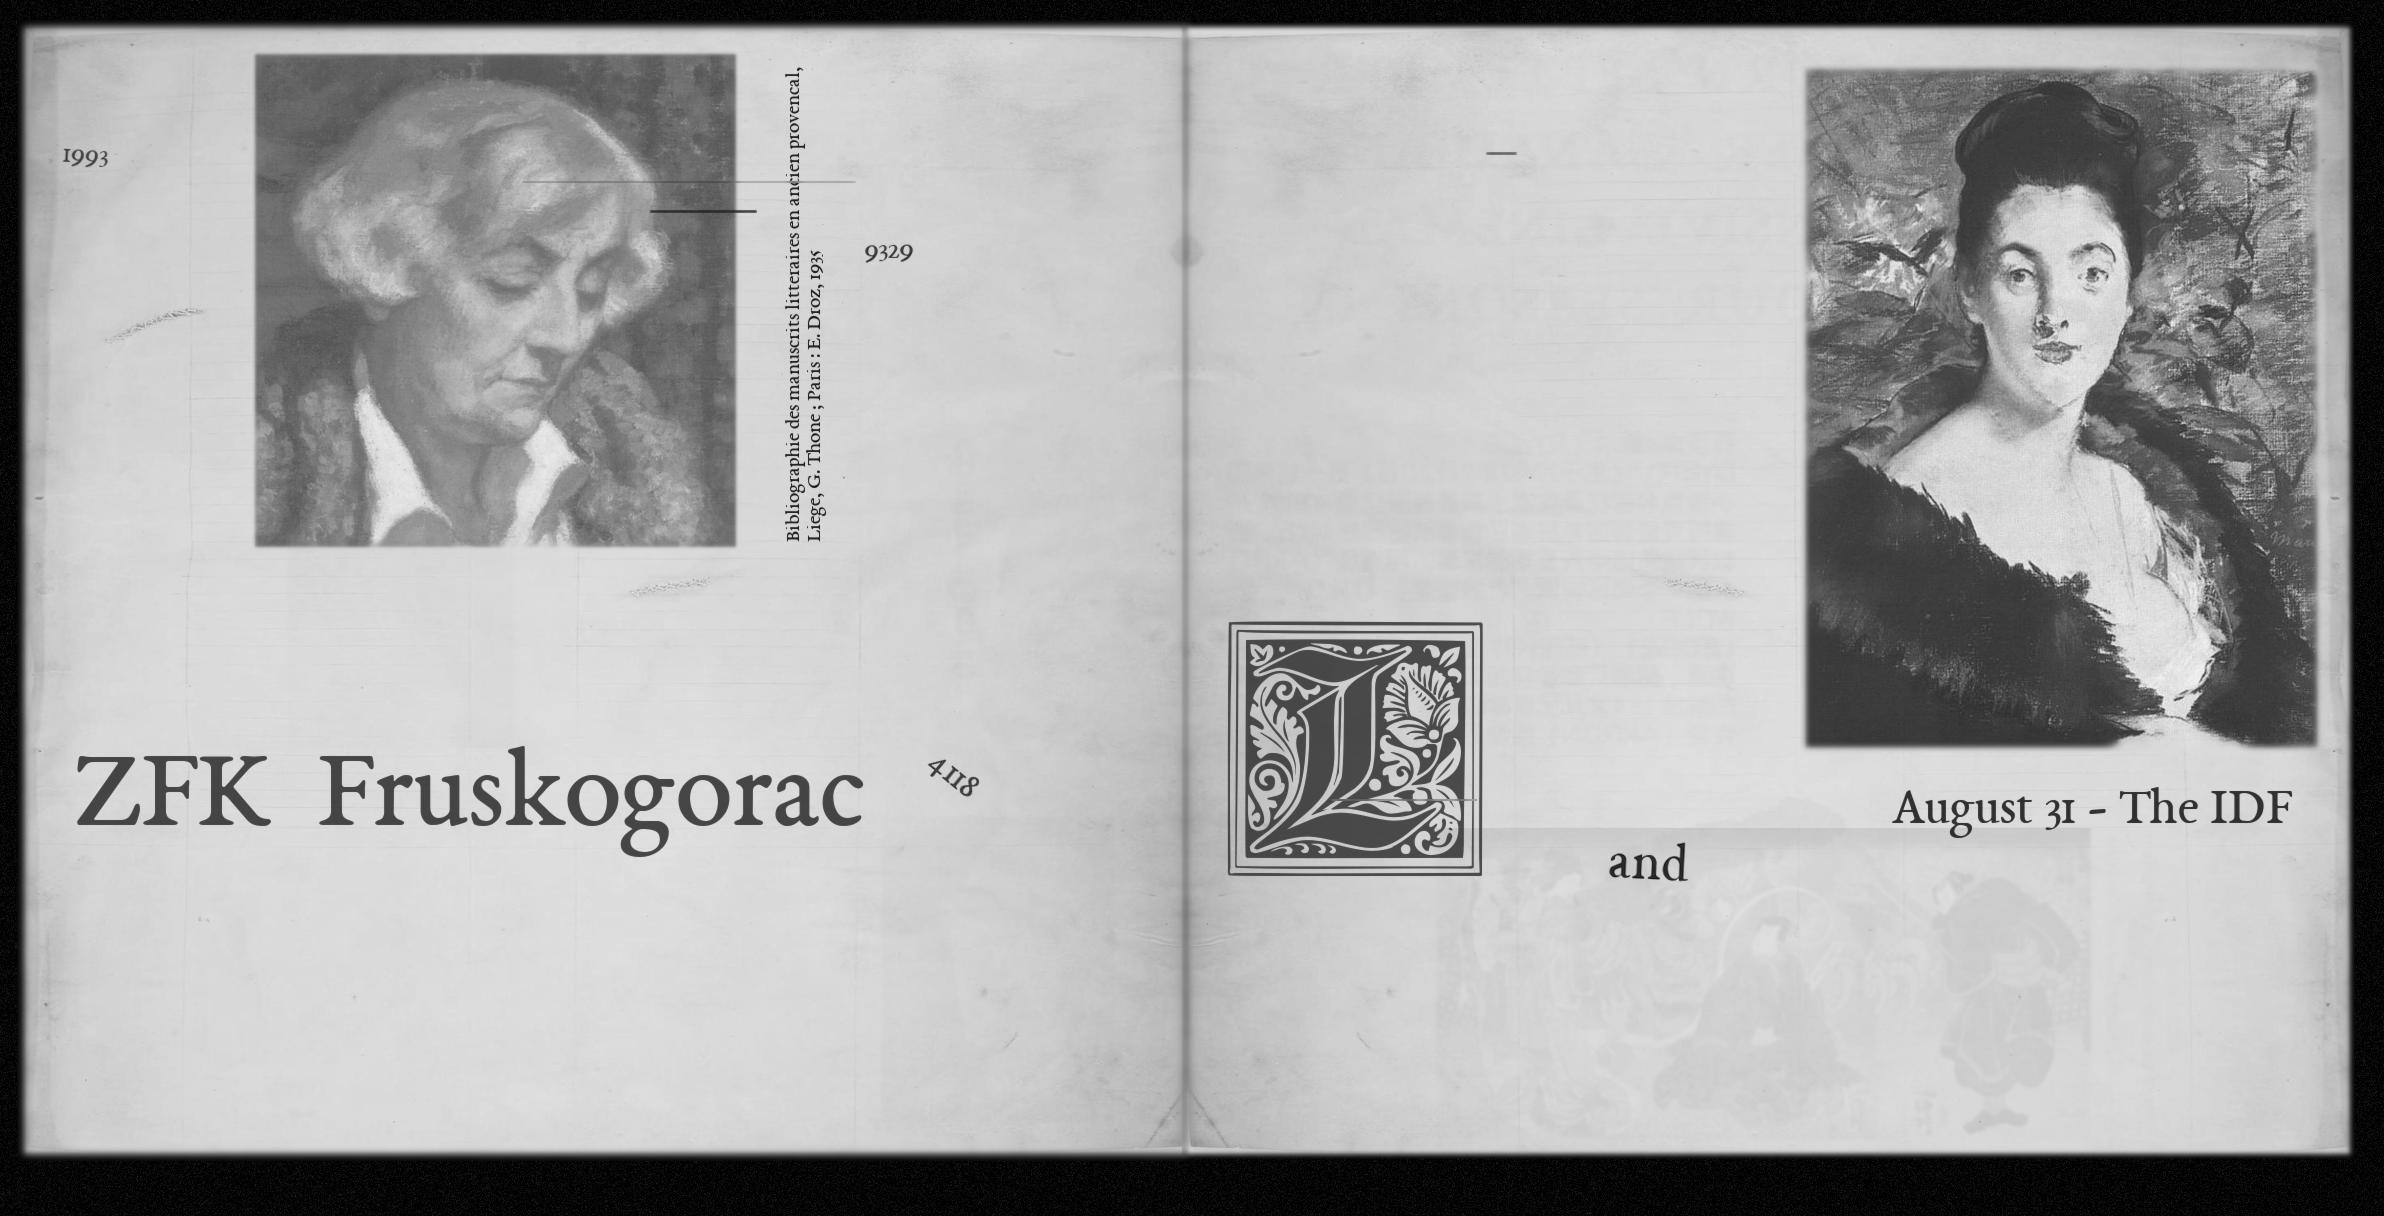 1993
Bibliographie des manuscrits litteraires en ancien provencal,
Liege, G. Thone ; Paris : E. Droz, 1935
9329
ZFK Fruskogorac
4118
L
and
August 31 - The IDF